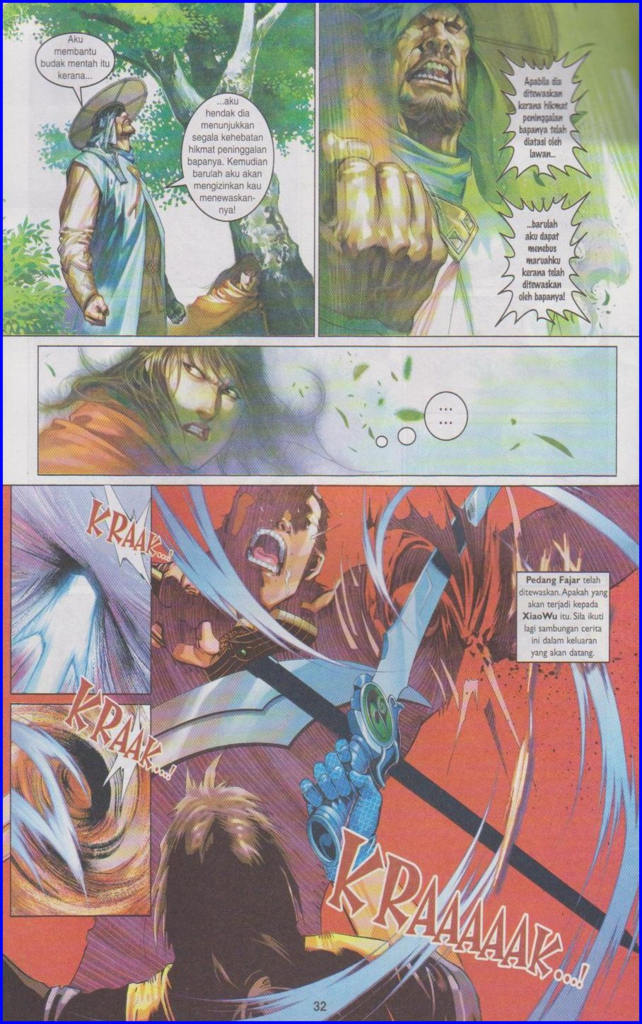 Aku
membantu
budak mentah itu
kerana...
...aku
hendak dia
menunjukkan
segala kehebatan
hikmat peninggalan
bapanya. Kemudian
barulah aku akan
mengizinkan kau
menewaskan-
nya!
Apabila dia
ditewaskan
kerana hikmat
peninggalan
bapanya telah
diatasi oleh
lawan...
...barulah
aku dapat
menebus
maruahku
kerana telah
ditewaskan
oleh bapanya!
...
...
KRAAK...!
KRAAK...!
Pedang Fajar telah
ditewaskan. Apakah yang
akan terjadi kepada
XiaoWu itu. Sila ikuti
lagi sambungan cerita
ini dalam keluaran
yang akan datang.
KRAAAAAK...!
32